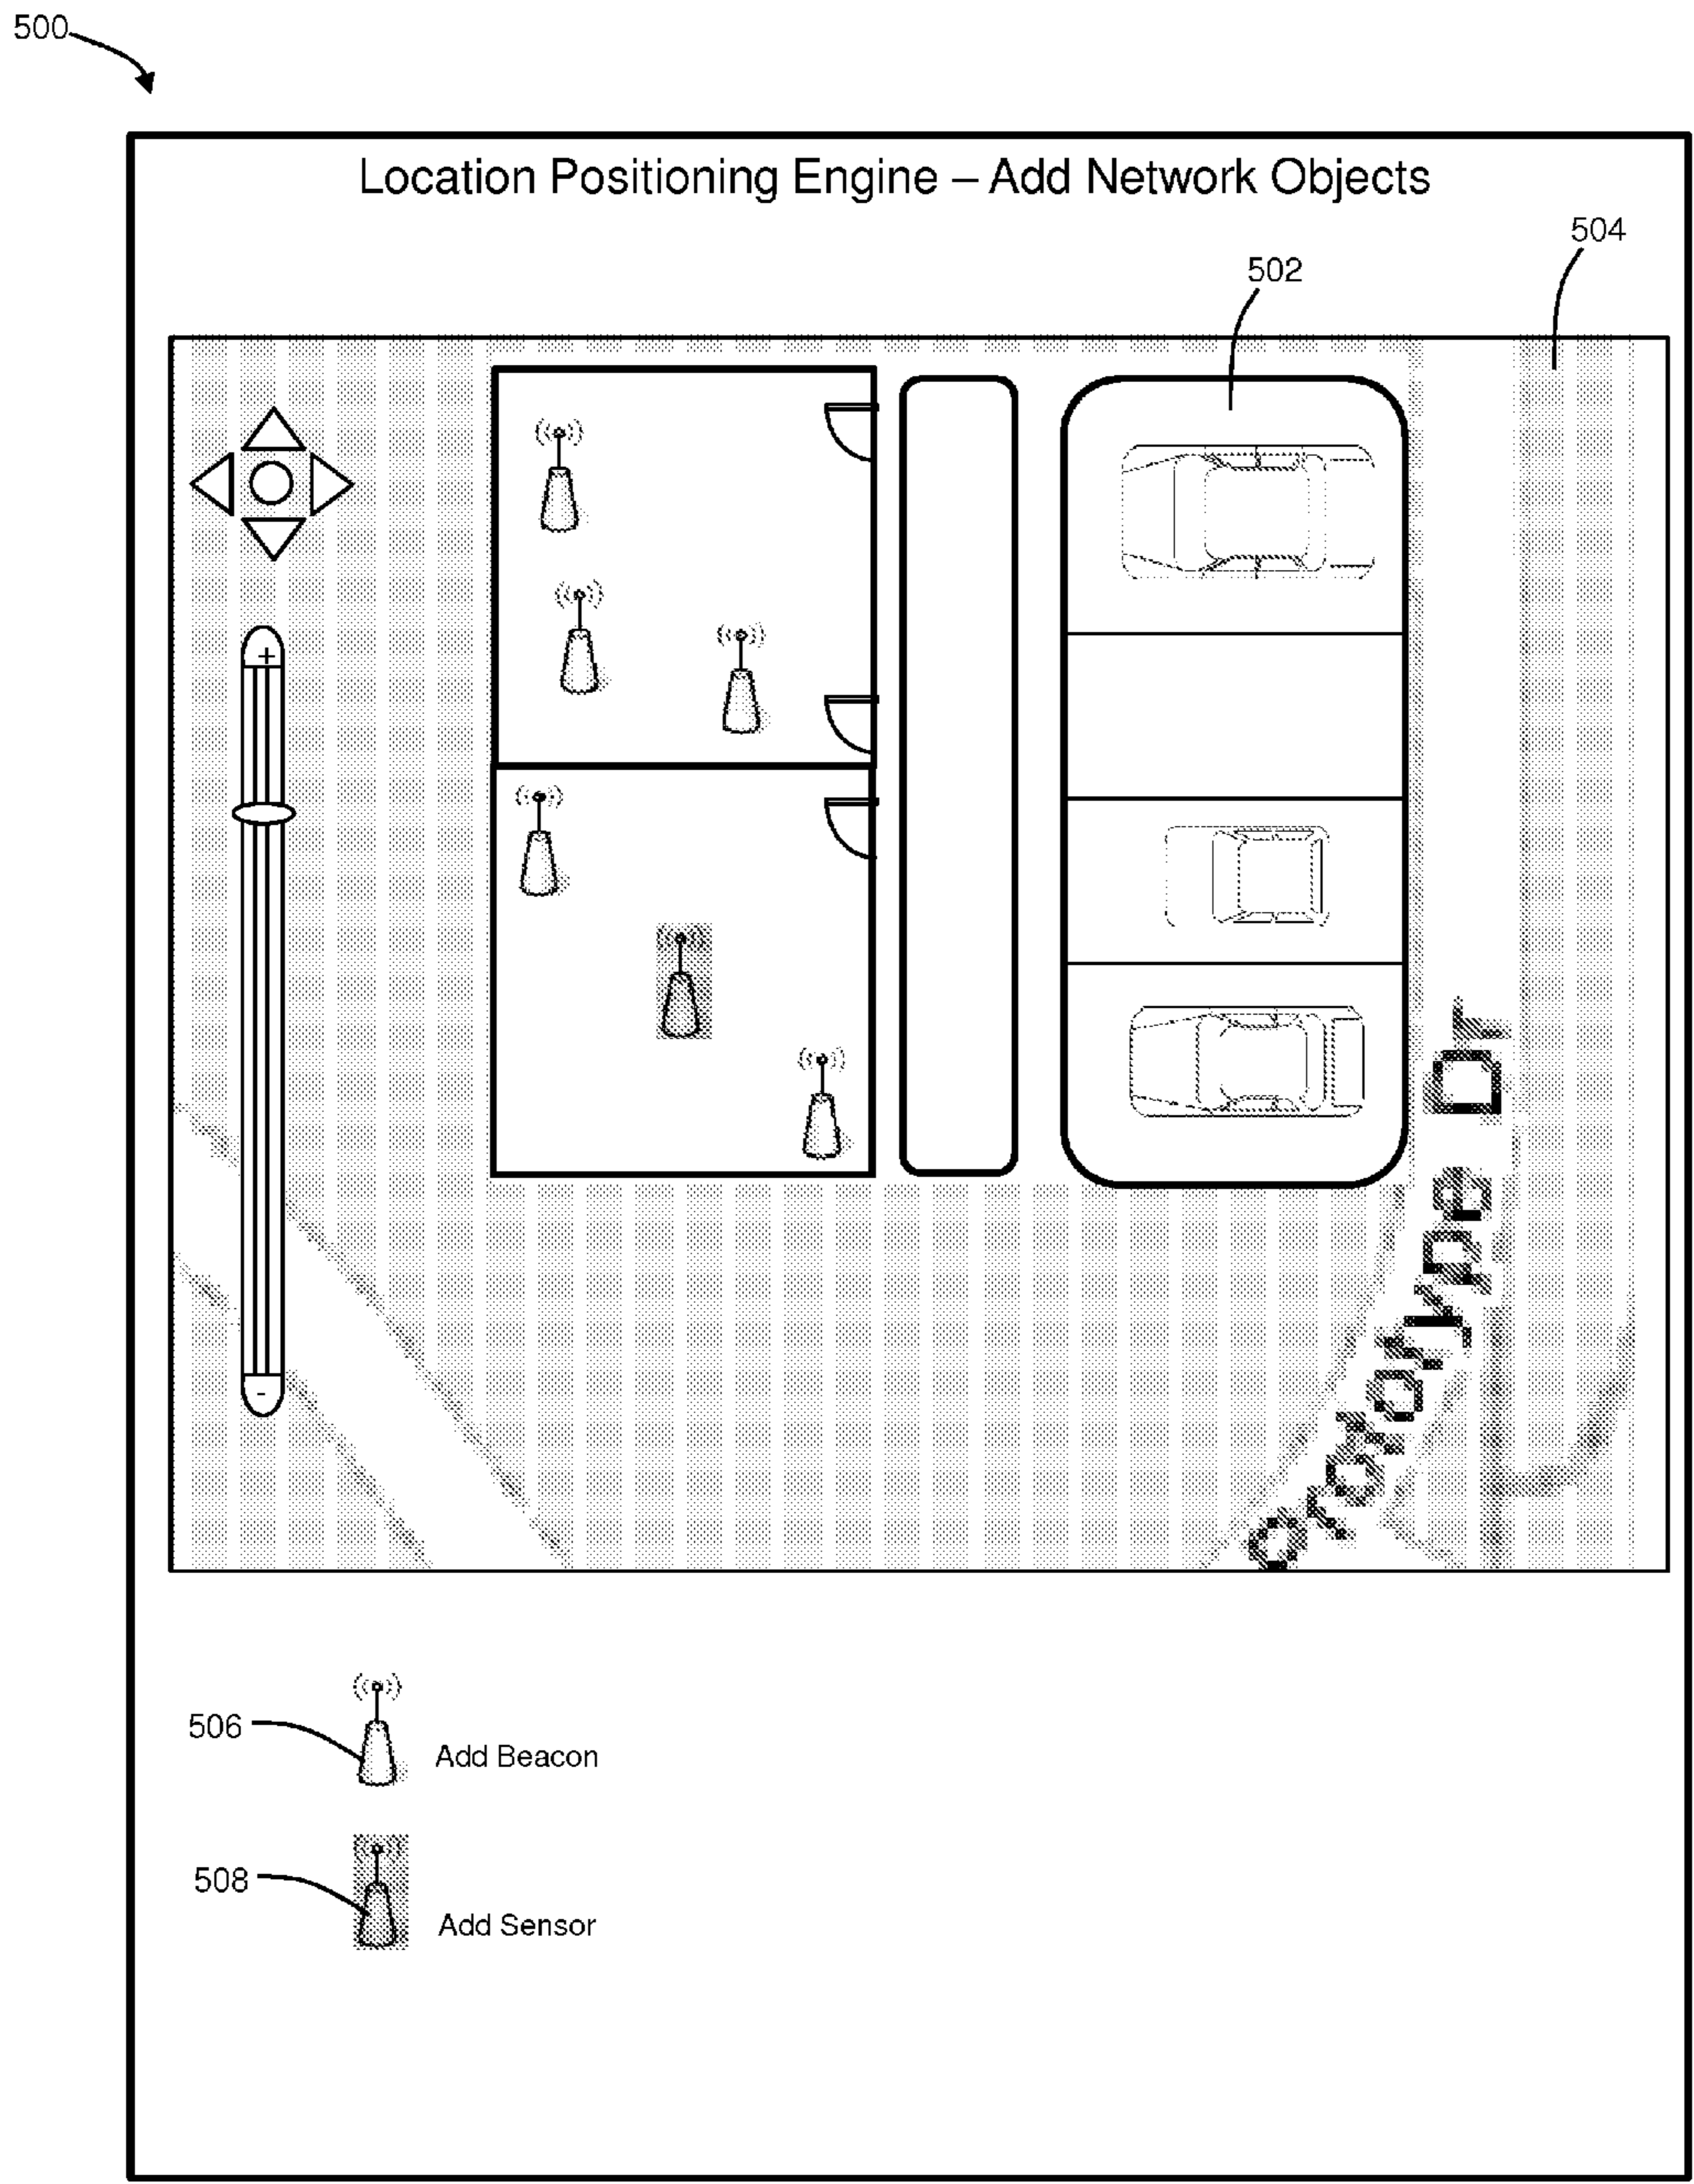 500
Location Positioning Engine – Add Network Objects
504
502
+
-
Prototype Dr
506
Add Beacon
508
Add Sensor